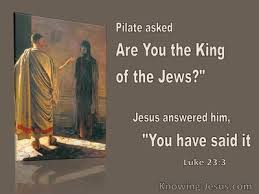 Pilate asked
Are You the King
of the Jews?"
Jesus answered him,
"You have said it
Luke 23:3
Knowing-Jesus.com